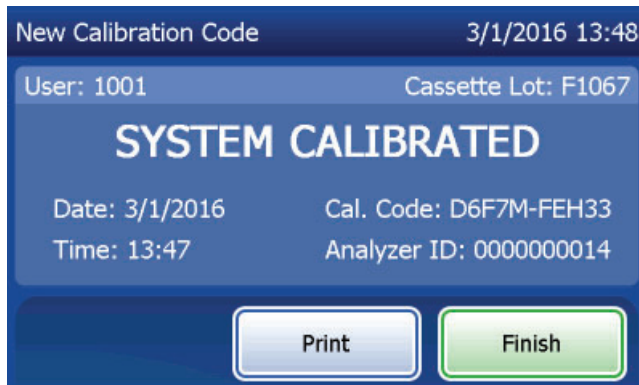 New Calibration Code 3/1/2016 13:48
User: 1001 Cassette Lot: F1067
SYSTEM CALIBRATED
Date: 3/1/2016 Cal. Code: D6F7M-FEH33
Time: 13:47 Analyzer ID: 0000000014
Print Finish